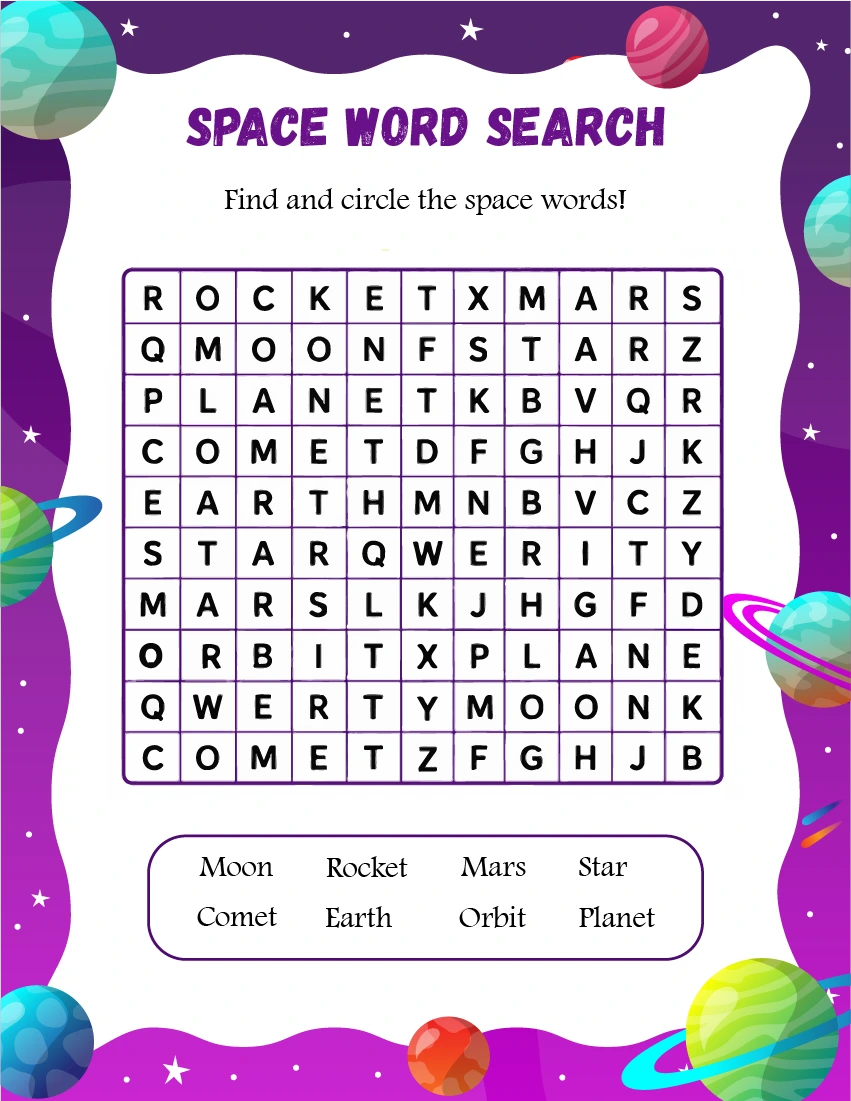 SPACE WORD SEARCH
Find and circle the space words!
R O C K E T X M A R S
Q M O O N F S T A R Z
P L A N E T K B V Q R
C O M E T D F G H J K
E A R T H M N B V C Z
S T A R Q W E R I T Y
M A R S L K J H G F D
O R B I T X P L A N E
Q W E R T Y M O O N K
C O M E T Z F G H J B
Moon Rocket Mars Star
Comet Earth Orbit Planet